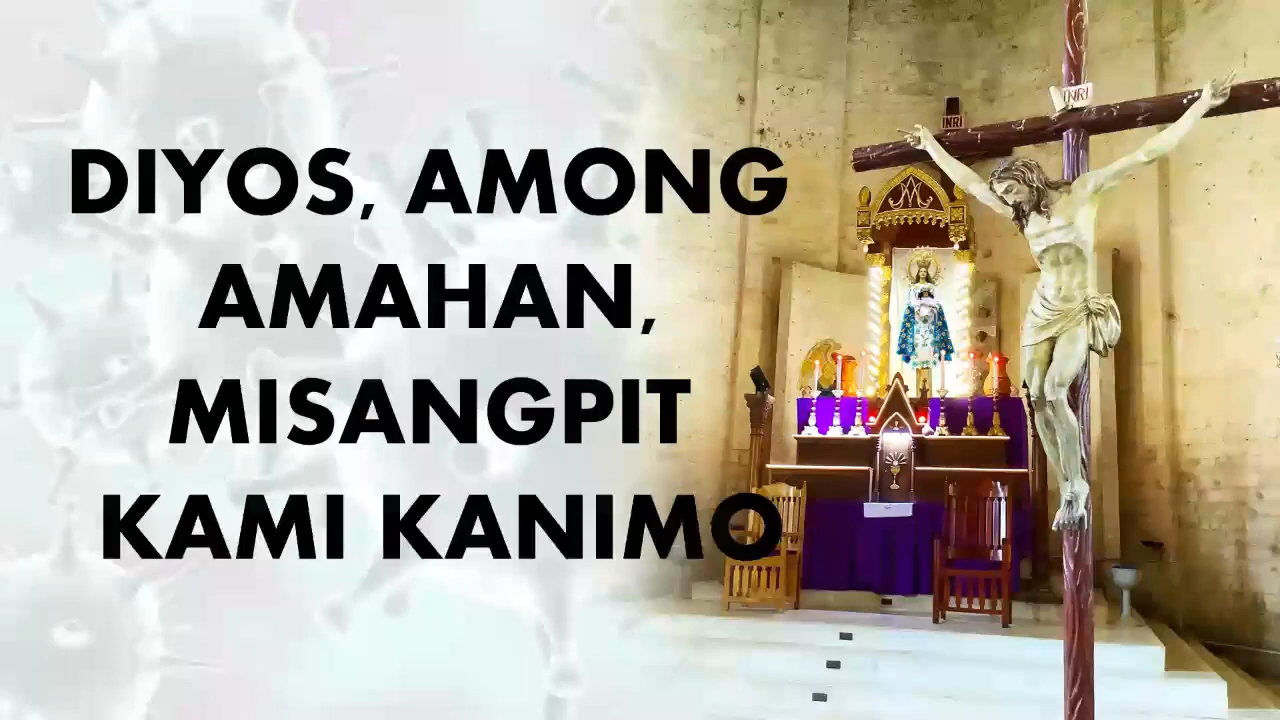 DIYOS, AMONG
AMAHAN,
MISANGPIT
KAMI KANIMO
INRI
INRI